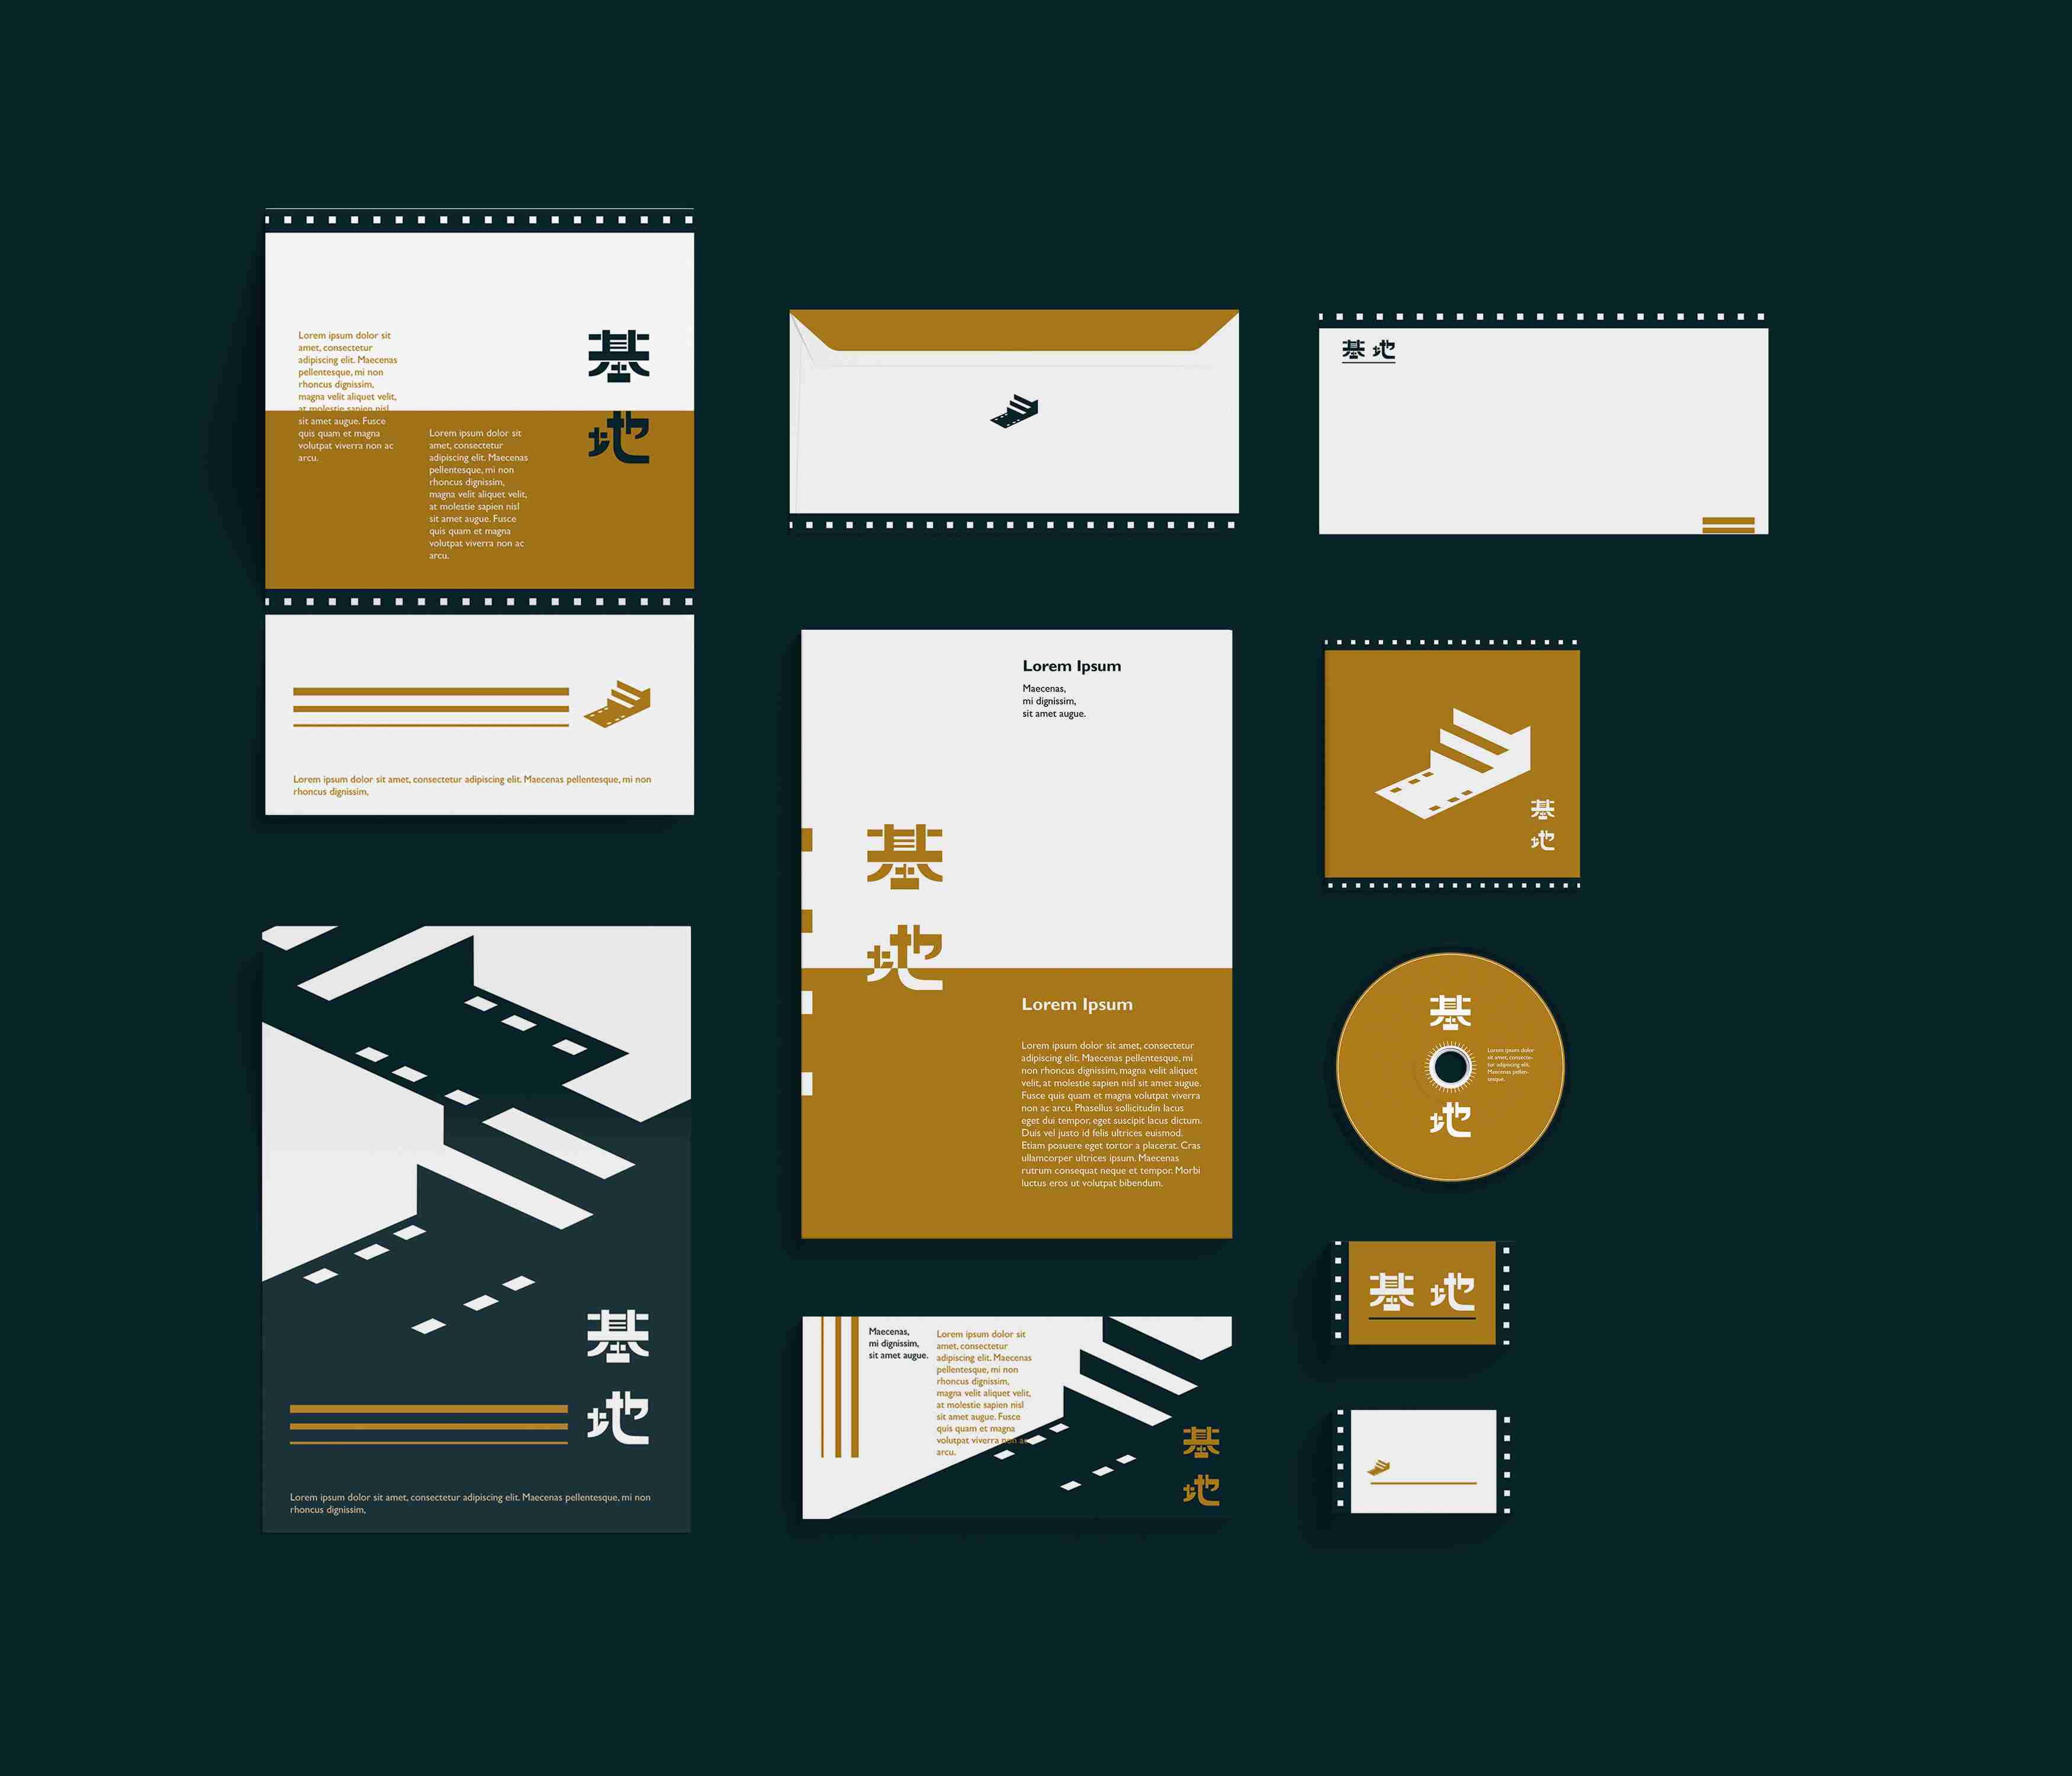 Lorem ipsum dolor sit
amet, consectetur
adipiscing elit. Maecenas
pellentesque, mi non
rhoncus dignissim,
magna velit aliquet velit,
at molestie sapien nisl
sit amet augue. Fusce
quis quam et magna
volutpat viverra non ac
arcu.
Lorem ipsum dolor sit
amet, consectetur
adipiscing elit. Maecenas
pellentesque, mi non
rhoncus dignissim,
magna velit aliquet velit,
at molestie sapien nisl
sit amet augue. Fusce
quis quam et magna
volutpat viverra non ac
arcu.
基
地
Lorem ipsum dolor sit amet, consectetur adipiscing elit. Maecenas pellentesque, mi non
rhoncus dignissim,
基地
Lorem Ipsum
Maecenas,
mi dignissim,
sit amet augue.
基
地
Lorem Ipsum
Lorem ipsum dolor sit amet, consectetur
adipiscing elit. Maecenas pellentesque, mi
non rhoncus dignissim, magna velit aliquet
velit, at molestie sapien nisl sit amet augue.
Fusce quis quam et magna volutpat viverra
non ac arcu. Phasellus sollicitudin lacus
eget dui tempor, eget suscipit lacus dictum.
Duis vel justo id felis ultrices euismod.
Etiam posuere eget tortor a placerat. Cras
ullamcorper ultrices ipsum. Maecenas
rutrum consequat neque et tempor. Morbi
luctus eros ut volutpat bibendum.
基
地
基
Lorem ipsum dolor
sit amet, consecte-
tur adipiscing elit.
Maecenas pellen-
tesque.
地
基
地
Lorem ipsum dolor sit amet, consectetur adipiscing elit. Maecenas pellentesque, mi non
rhoncus dignissim,
Maecenas,
mi dignissim,
sit amet augue.
Lorem ipsum dolor sit
amet, consectetur
adipiscing elit. Maecenas
pellentesque, mi non
rhoncus dignissim,
magna velit aliquet velit,
at molestie sapien nisl
sit amet augue. Fusce
quis quam et magna
volutpat viverra non ac
arcu.
基
地
基地